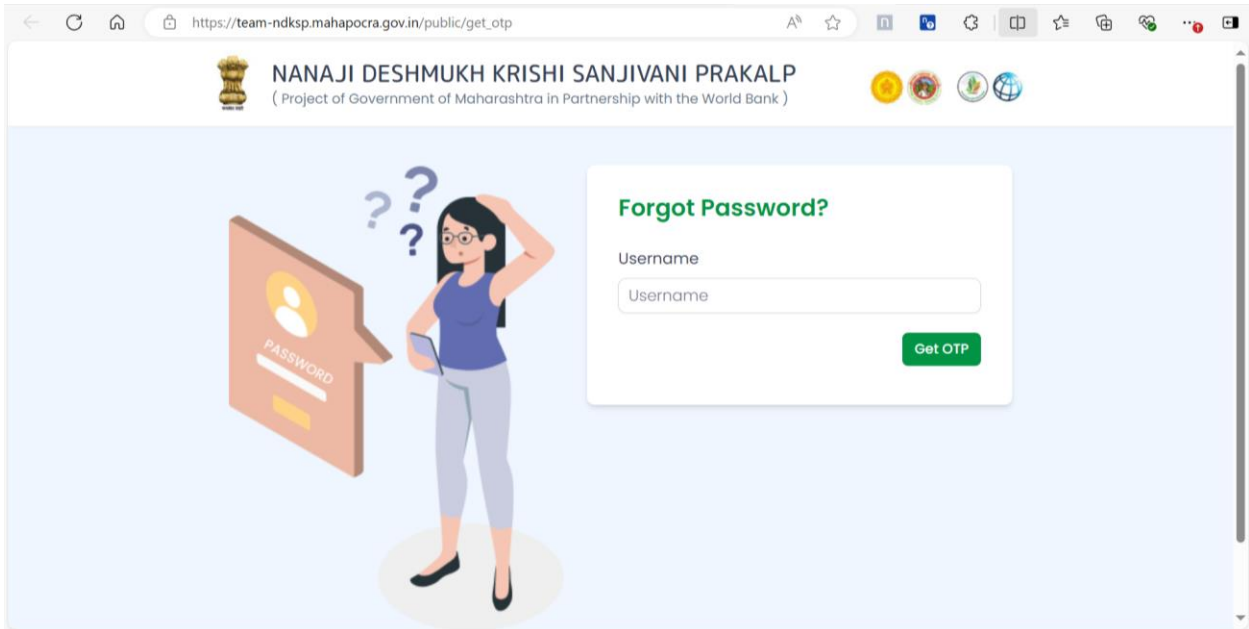 https://team-ndksp.mahapocra.gov.in/public/get_otp
NANAJI DESHMUKH KRISHI SANJIVANI PRAKALP
( Project of Government of Maharashtra in Partnership with the World Bank )
Forgot Password?
Username
Username
Get OTP
PASSWORD